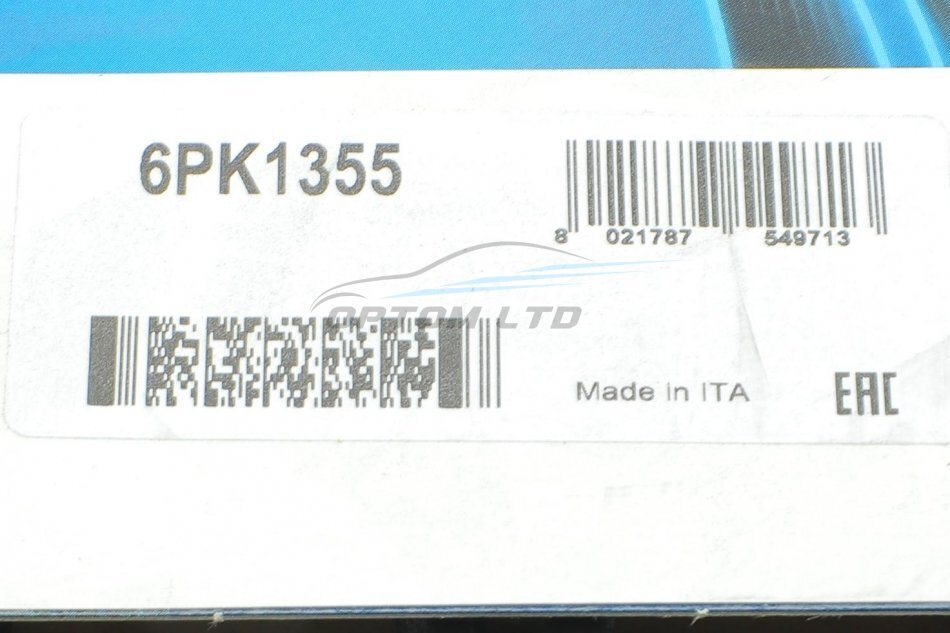 6PK1355
8 021787 549713
OPTOM LTD
Made in ITA
EAC